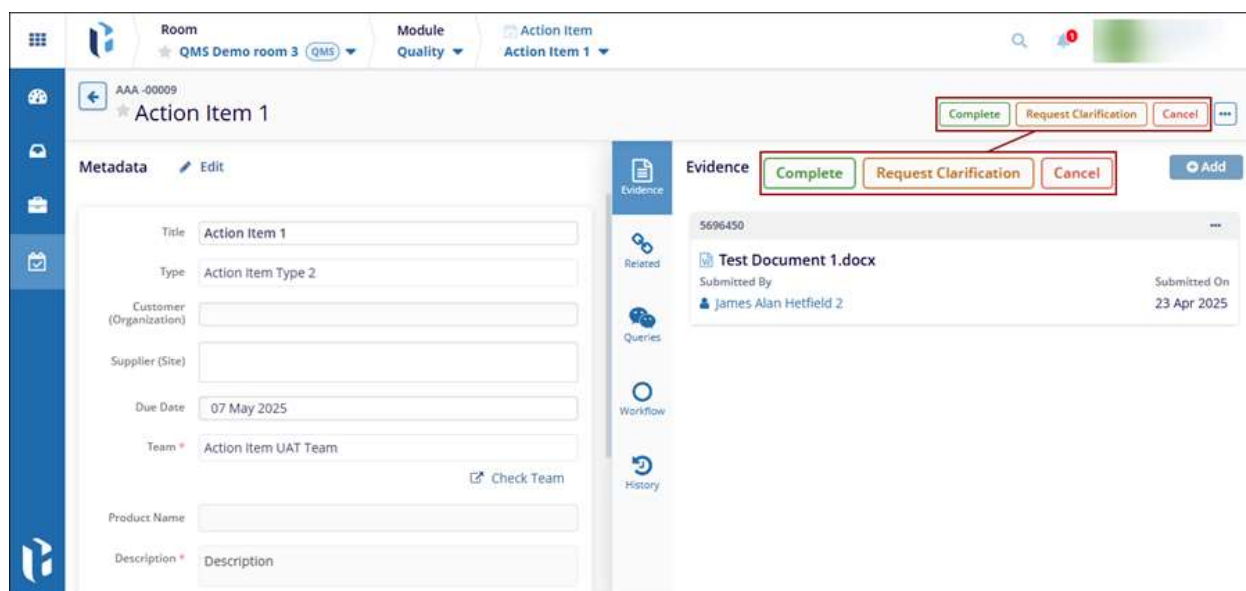 Room
QMS Demo room 3 QMS
Module
Quality
Action Item
Action Item 1
1
AAA -00009
Action Item 1
Complete
Request Clarification
Cancel
Metadata
Edit
Title
Action Item 1
Type
Action Item Type 2
Customer
(Organization)
Supplier (Site)
Due Date
07 May 2025
Team *
Action Item UAT Team
Check Team
Product Name
Description *
Description
Evidence
Related
Queries
Workflow
History
Evidence
Complete
Request Clarification
Cancel
Add
5696450
Test Document 1.docx
Submitted By
Submitted On
James Alan Hetfield 2
23 Apr 2025